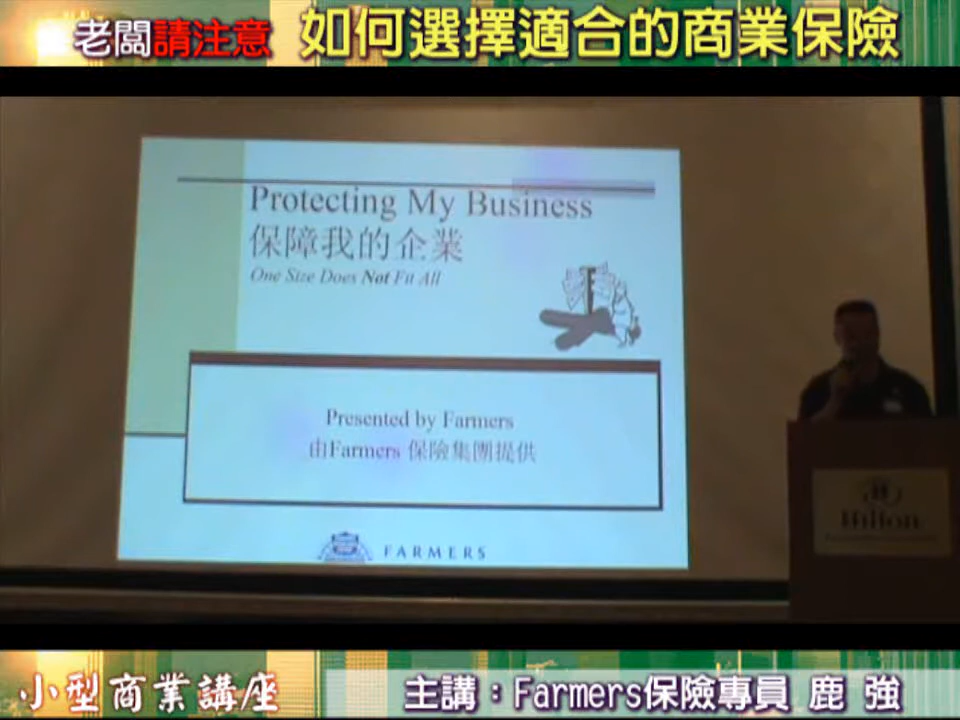 老闆請注意 如何選擇適合的商業保險
Protecting My Business
保障我的企業
One Size Does Not Fit All
Presented by Farmers
由Farmers 保險集團提供
FARMERS
Hilton
小型商業講座
主講：Farmers保險專員 鹿 強